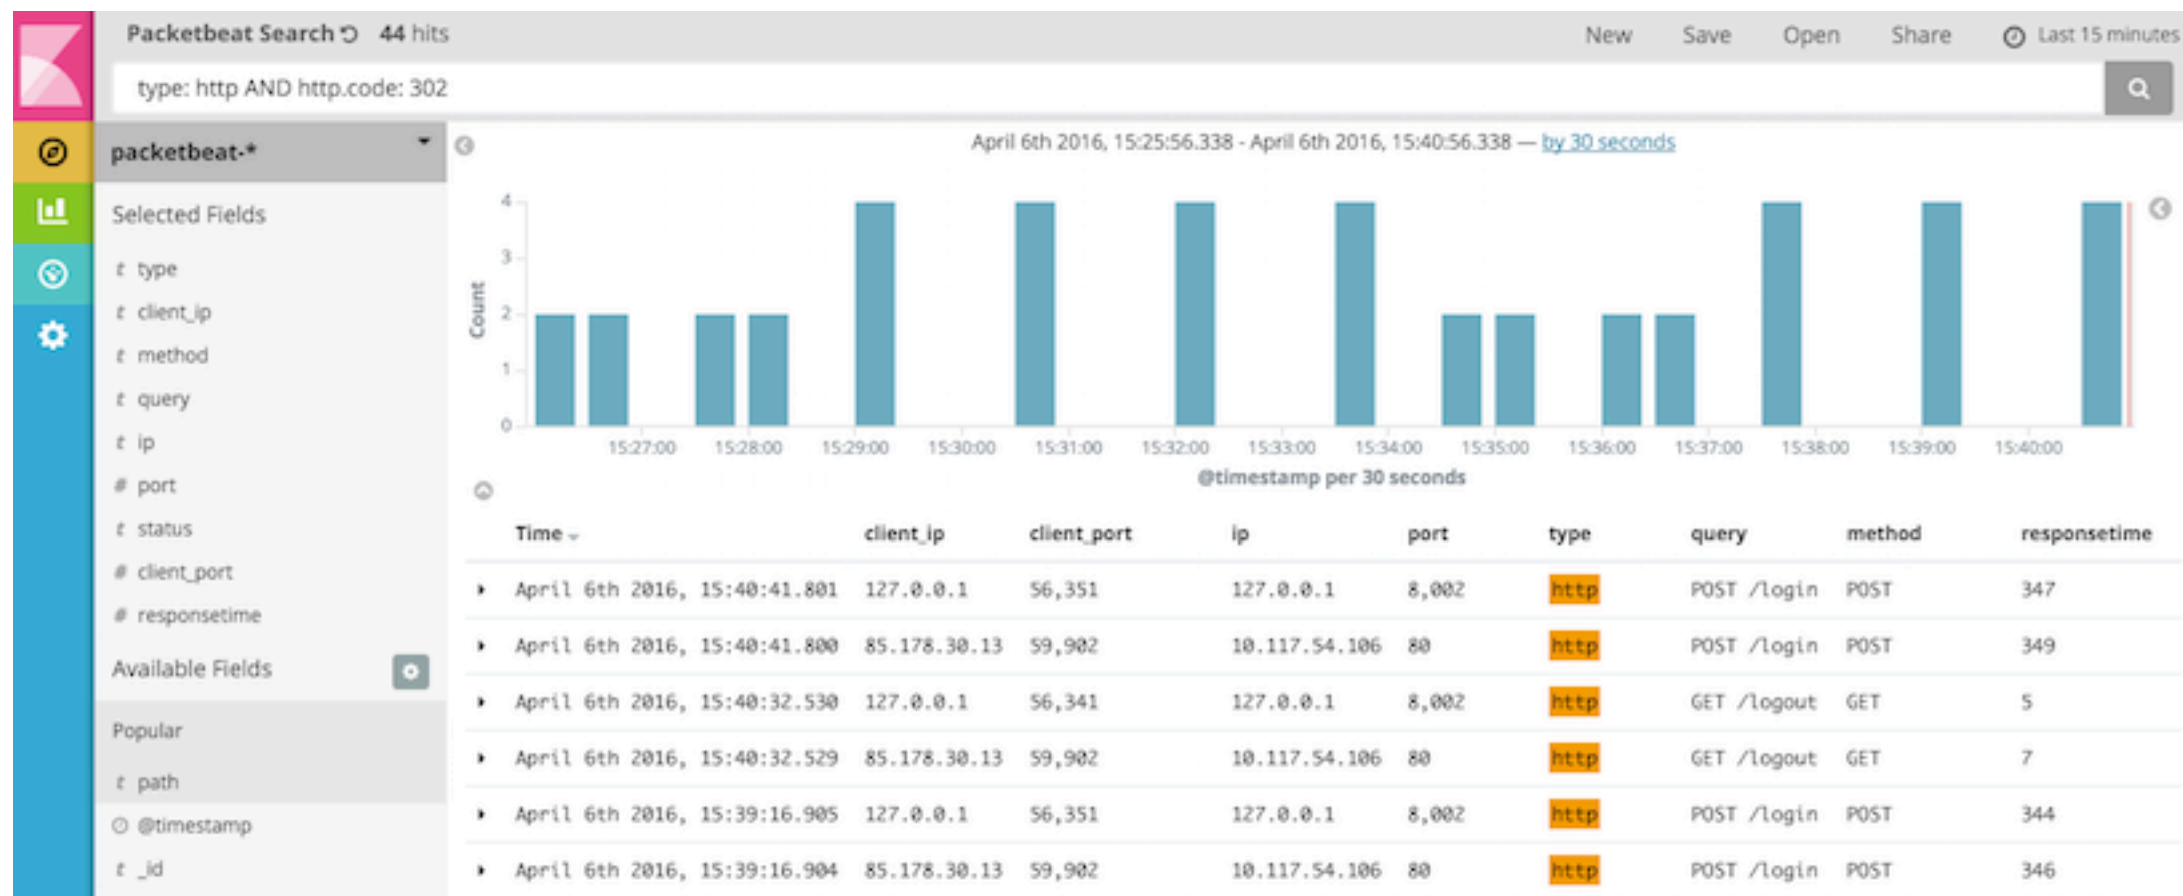 Packetbeat Search 44 hits New Save Open Share Last 15 minutes
type: http AND http.code: 302
packetbeat-*
Selected Fields
t type
t client_ip
t method
t query
t ip
# port
t status
# client_port
# responsetime
Available Fields
Popular
t path
@timestamp
t _id
April 6th 2016, 15:25:56.338 - April 6th 2016, 15:40:56.338 — by 30 seconds
Count
4
3
2
1
0
15:27:00 15:28:00 15:29:00 15:30:00 15:31:00 15:32:00 15:33:00 15:34:00 15:35:00 15:36:00 15:37:00 15:38:00 15:39:00 15:40:00
@timestamp per 30 seconds
Time client_ip client_port ip port type query method responsetime
April 6th 2016, 15:40:41.801 127.0.0.1 56,351 127.0.0.1 8,002 http POST /login POST 347
April 6th 2016, 15:40:41.800 85.178.30.13 59,902 10.117.54.106 80 http POST /login POST 349
April 6th 2016, 15:40:32.530 127.0.0.1 56,341 127.0.0.1 8,002 http GET /logout GET 5
April 6th 2016, 15:40:32.529 85.178.30.13 59,902 10.117.54.106 80 http GET /logout GET 7
April 6th 2016, 15:39:16.905 127.0.0.1 56,351 127.0.0.1 8,002 http POST /login POST 344
April 6th 2016, 15:39:16.904 85.178.30.13 59,902 10.117.54.106 80 http POST /login POST 346